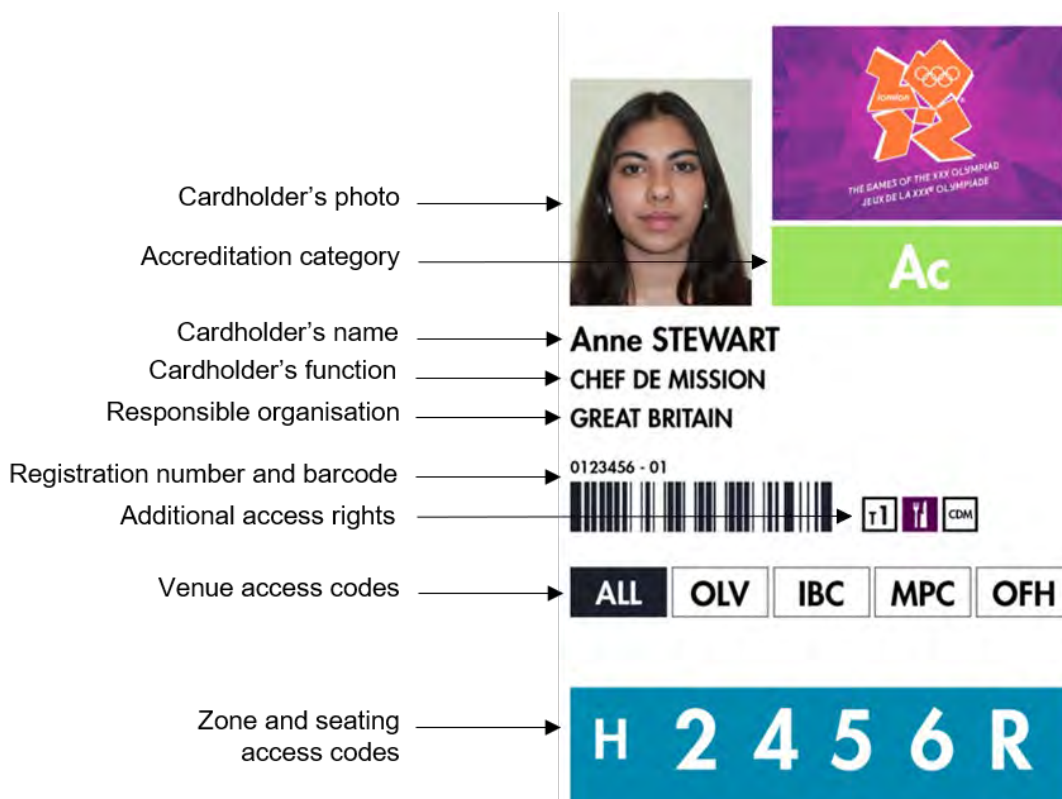 london
THE GAMES OF THE XXX OLYMPIAD
JEUX DE LA XXXᴱ OLYMPIADE
Cardholder's photo
Accreditation category
Ac
Cardholder's name
Anne STEWART
Cardholder's function
CHEF DE MISSION
Responsible organisation
GREAT BRITAIN
Registration number and barcode
0123456 - 01
Additional access rights
T1
CDM
Venue access codes
ALL OLV IBC MPC OFH
Zone and seating
access codes
H 2 4 5 6 R